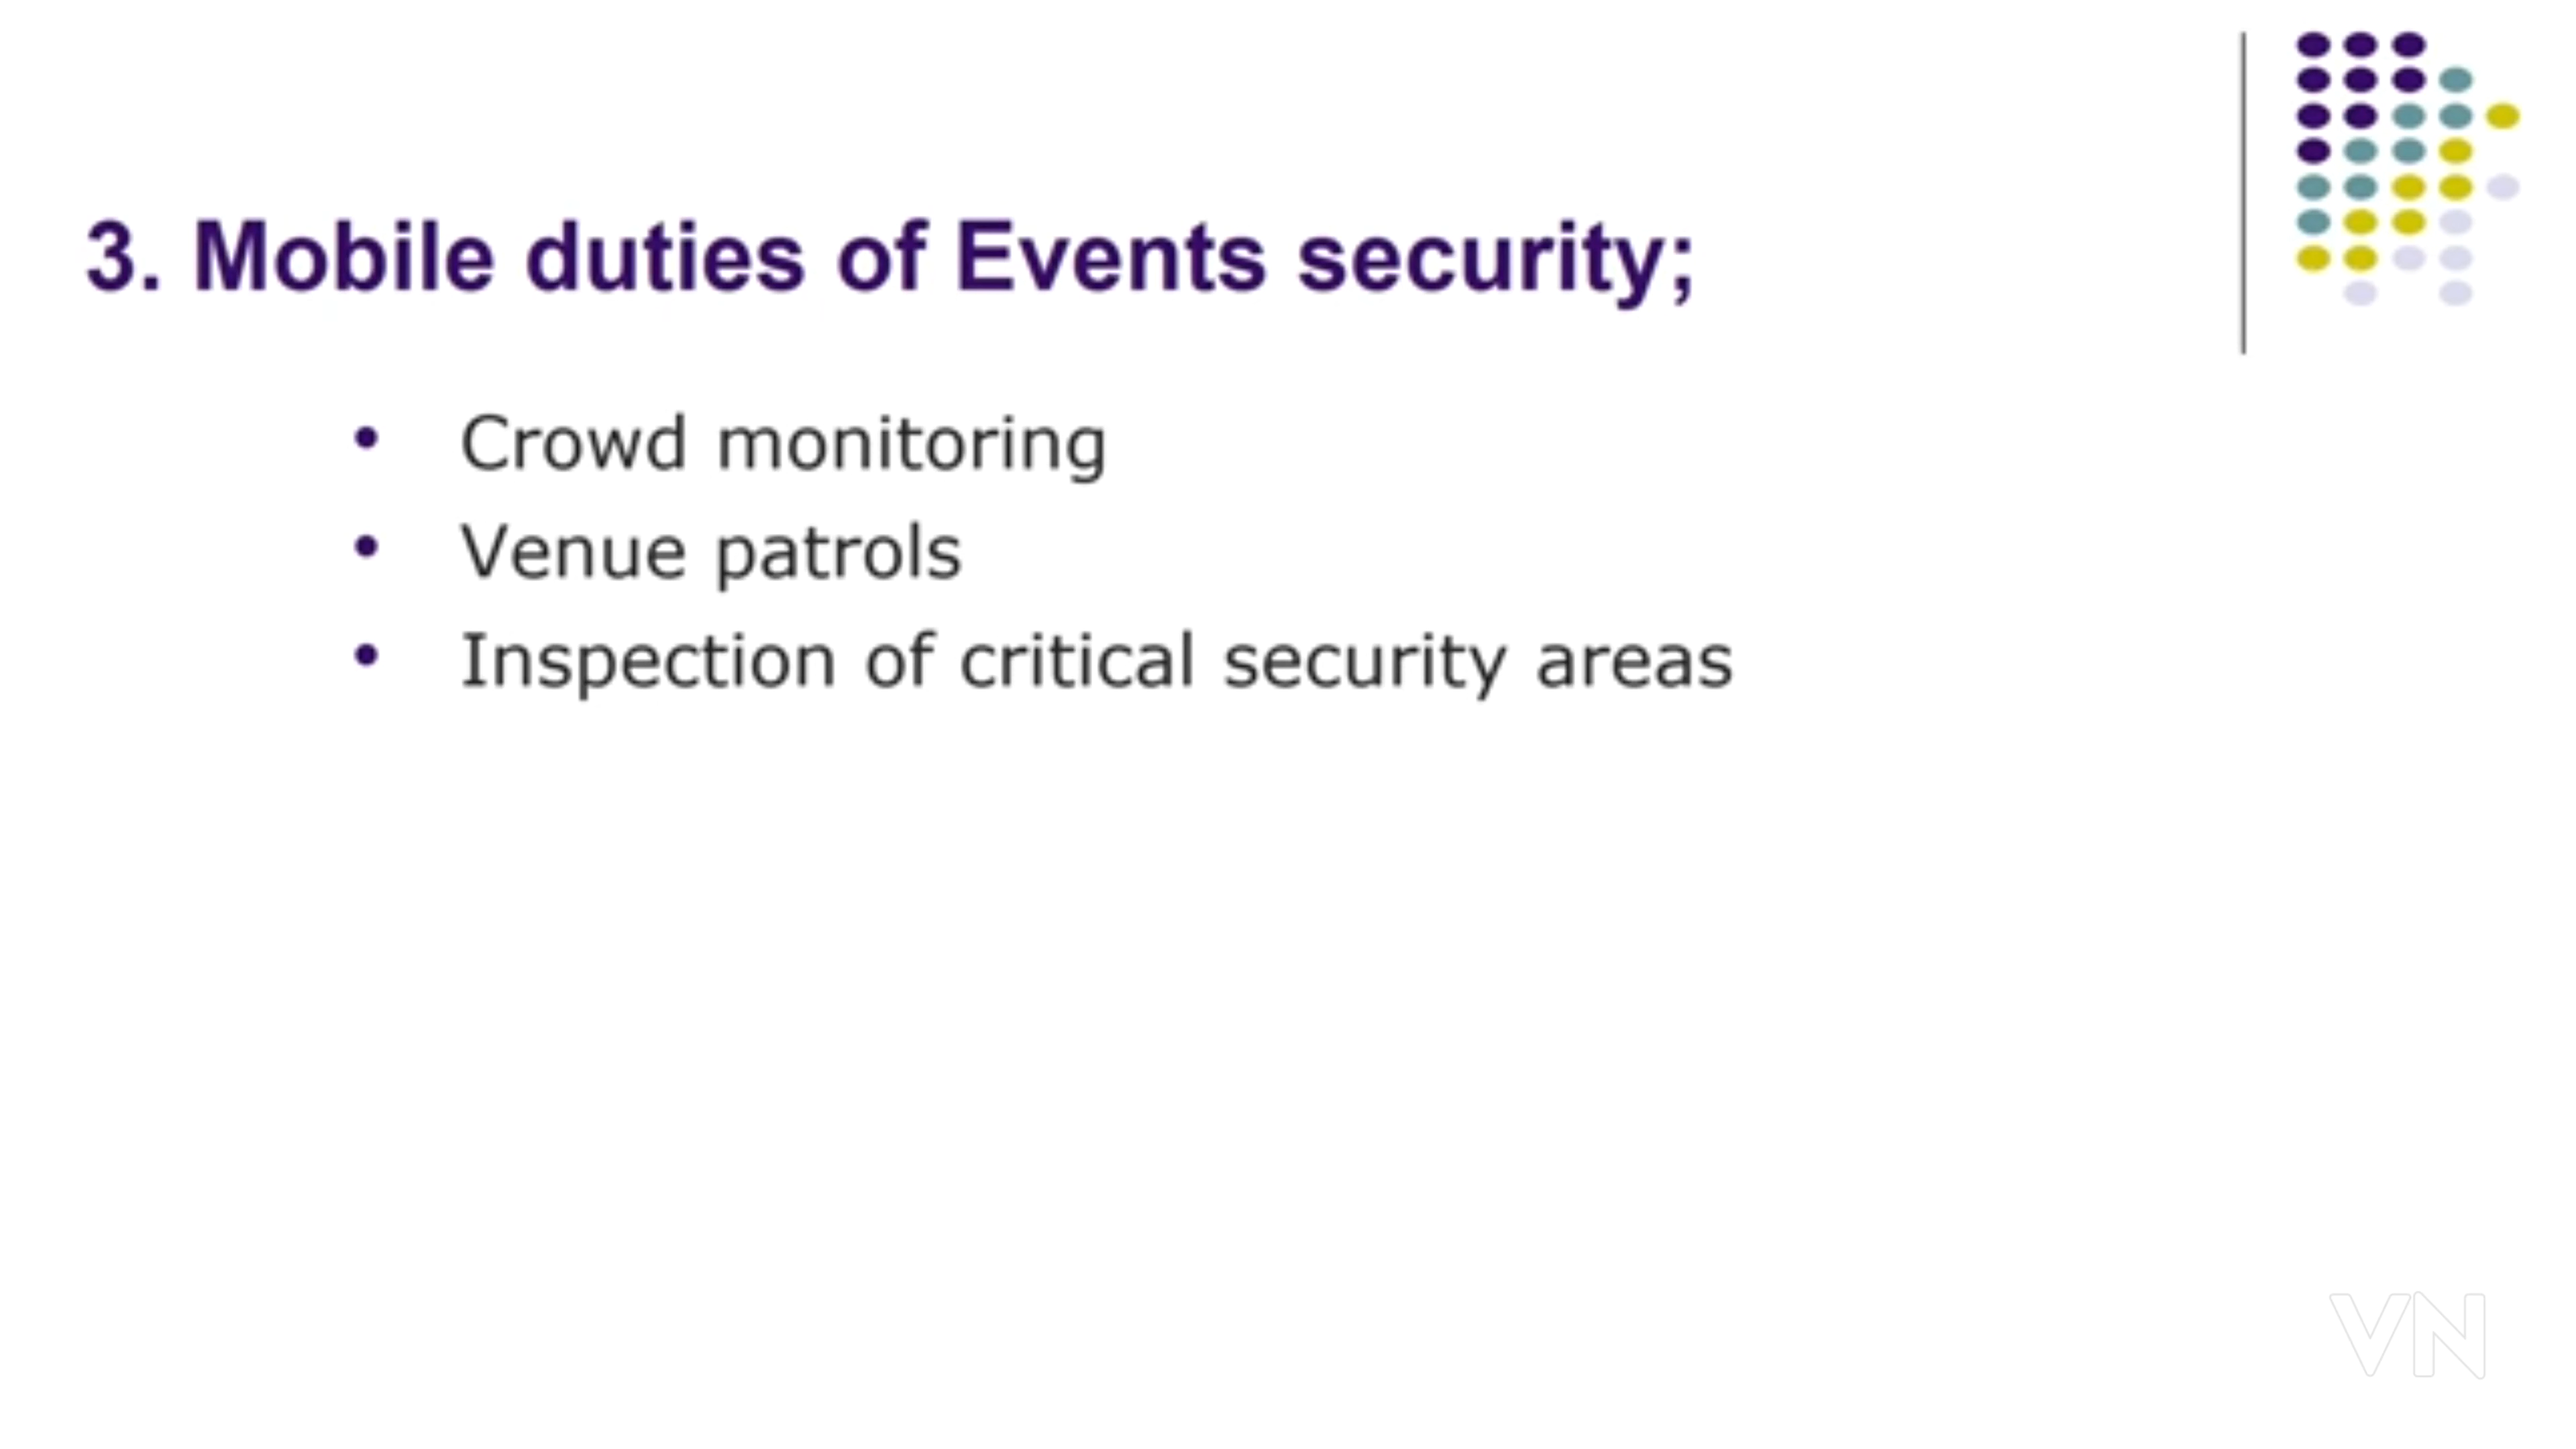 3. Mobile duties of Events security;
• Crowd monitoring
• Venue patrols
• Inspection of critical security areas
VN